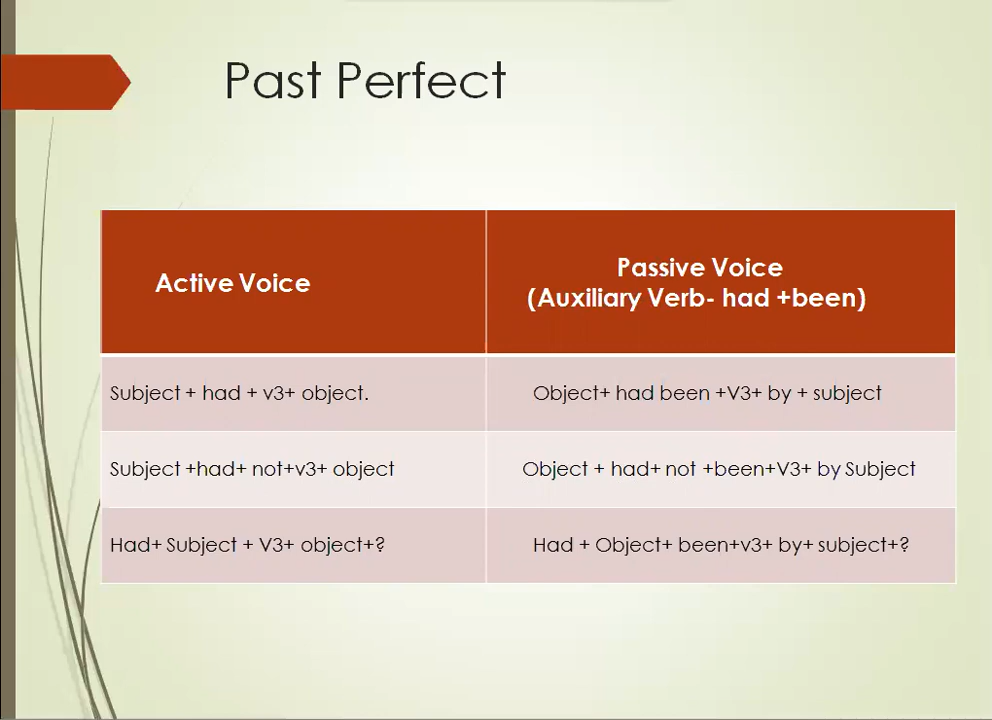 Past Perfect
Active Voice
Passive Voice
(Auxiliary Verb- had +been)
Subject + had + v3+ object.
Object+ had been +V3+ by + subject
Subject +had+ not+v3+ object
Object + had+ not +been+V3+ by Subject
Had+ Subject + V3+ object+?
Had + Object+ been+v3+ by+ subject+?